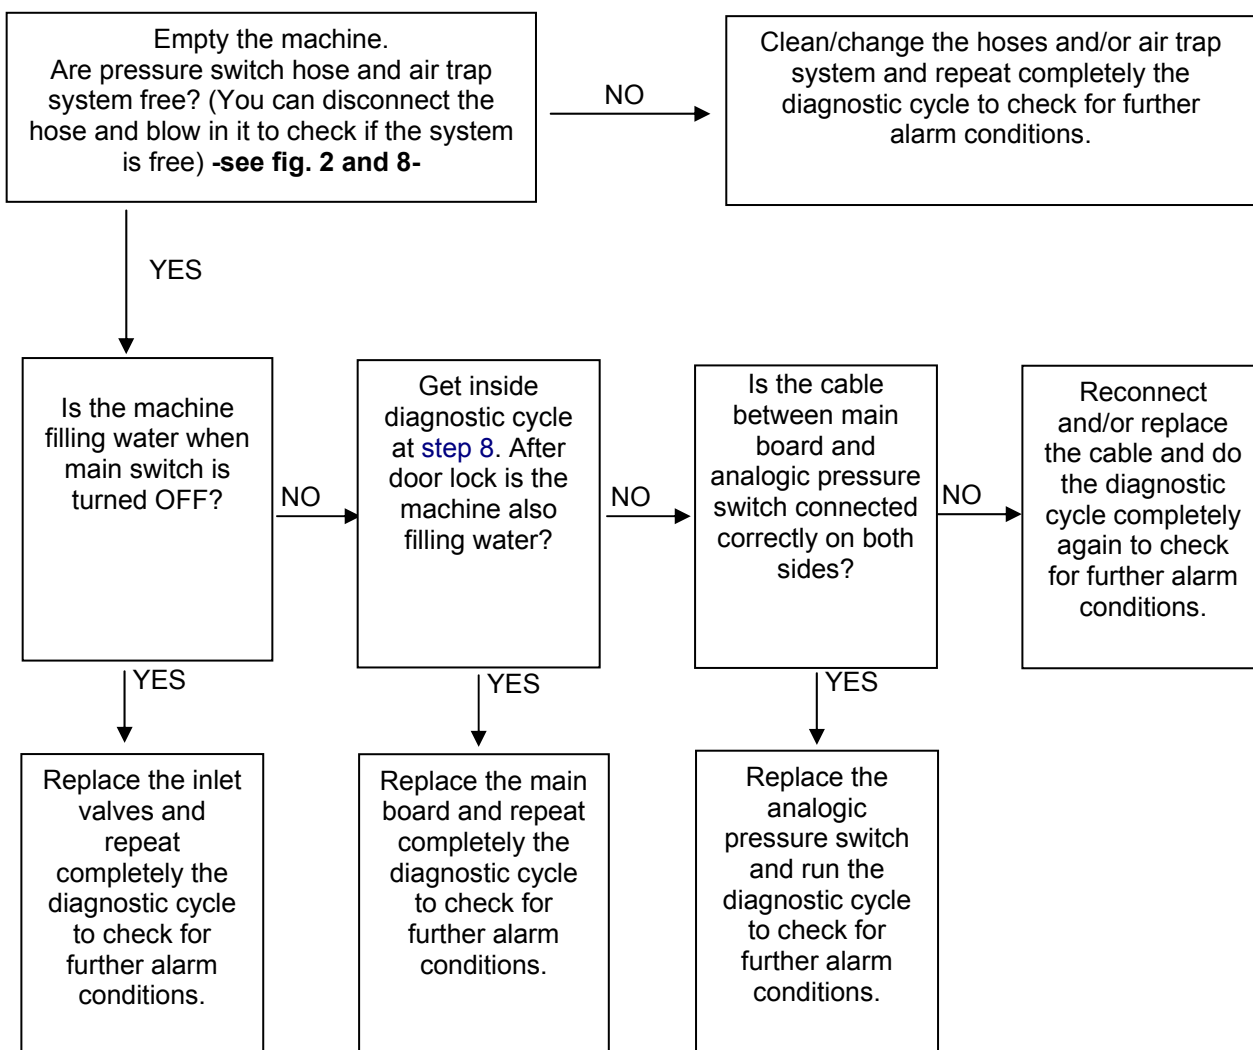 Empty the machine.
Are pressure switch hose and air trap
system free? (You can disconnect the
hose and blow in it to check if the system
is free) -see fig. 2 and 8-
NO
Clean/change the hoses and/or air trap
system and repeat completely the
diagnostic cycle to check for further
alarm conditions.
YES
Is the machine
filling water when
main switch is
turned OFF?
NO
Get inside
diagnostic cycle
at step 8. After
door lock is the
machine also
filling water?
NO
Is the cable
between main
board and
analogic pressure
switch connected
correctly on both
sides?
NO
Reconnect
and/or replace
the cable and do
the diagnostic
cycle completely
again to check
for further alarm
conditions.
YES
YES
YES
Replace the inlet
valves and
repeat
completely the
diagnostic cycle
to check for
further alarm
conditions.
Replace the main
board and repeat
completely the
diagnostic cycle
to check for
further alarm
conditions.
Replace the
analogic
pressure switch
and run the
diagnostic cycle
to check for
further alarm
conditions.